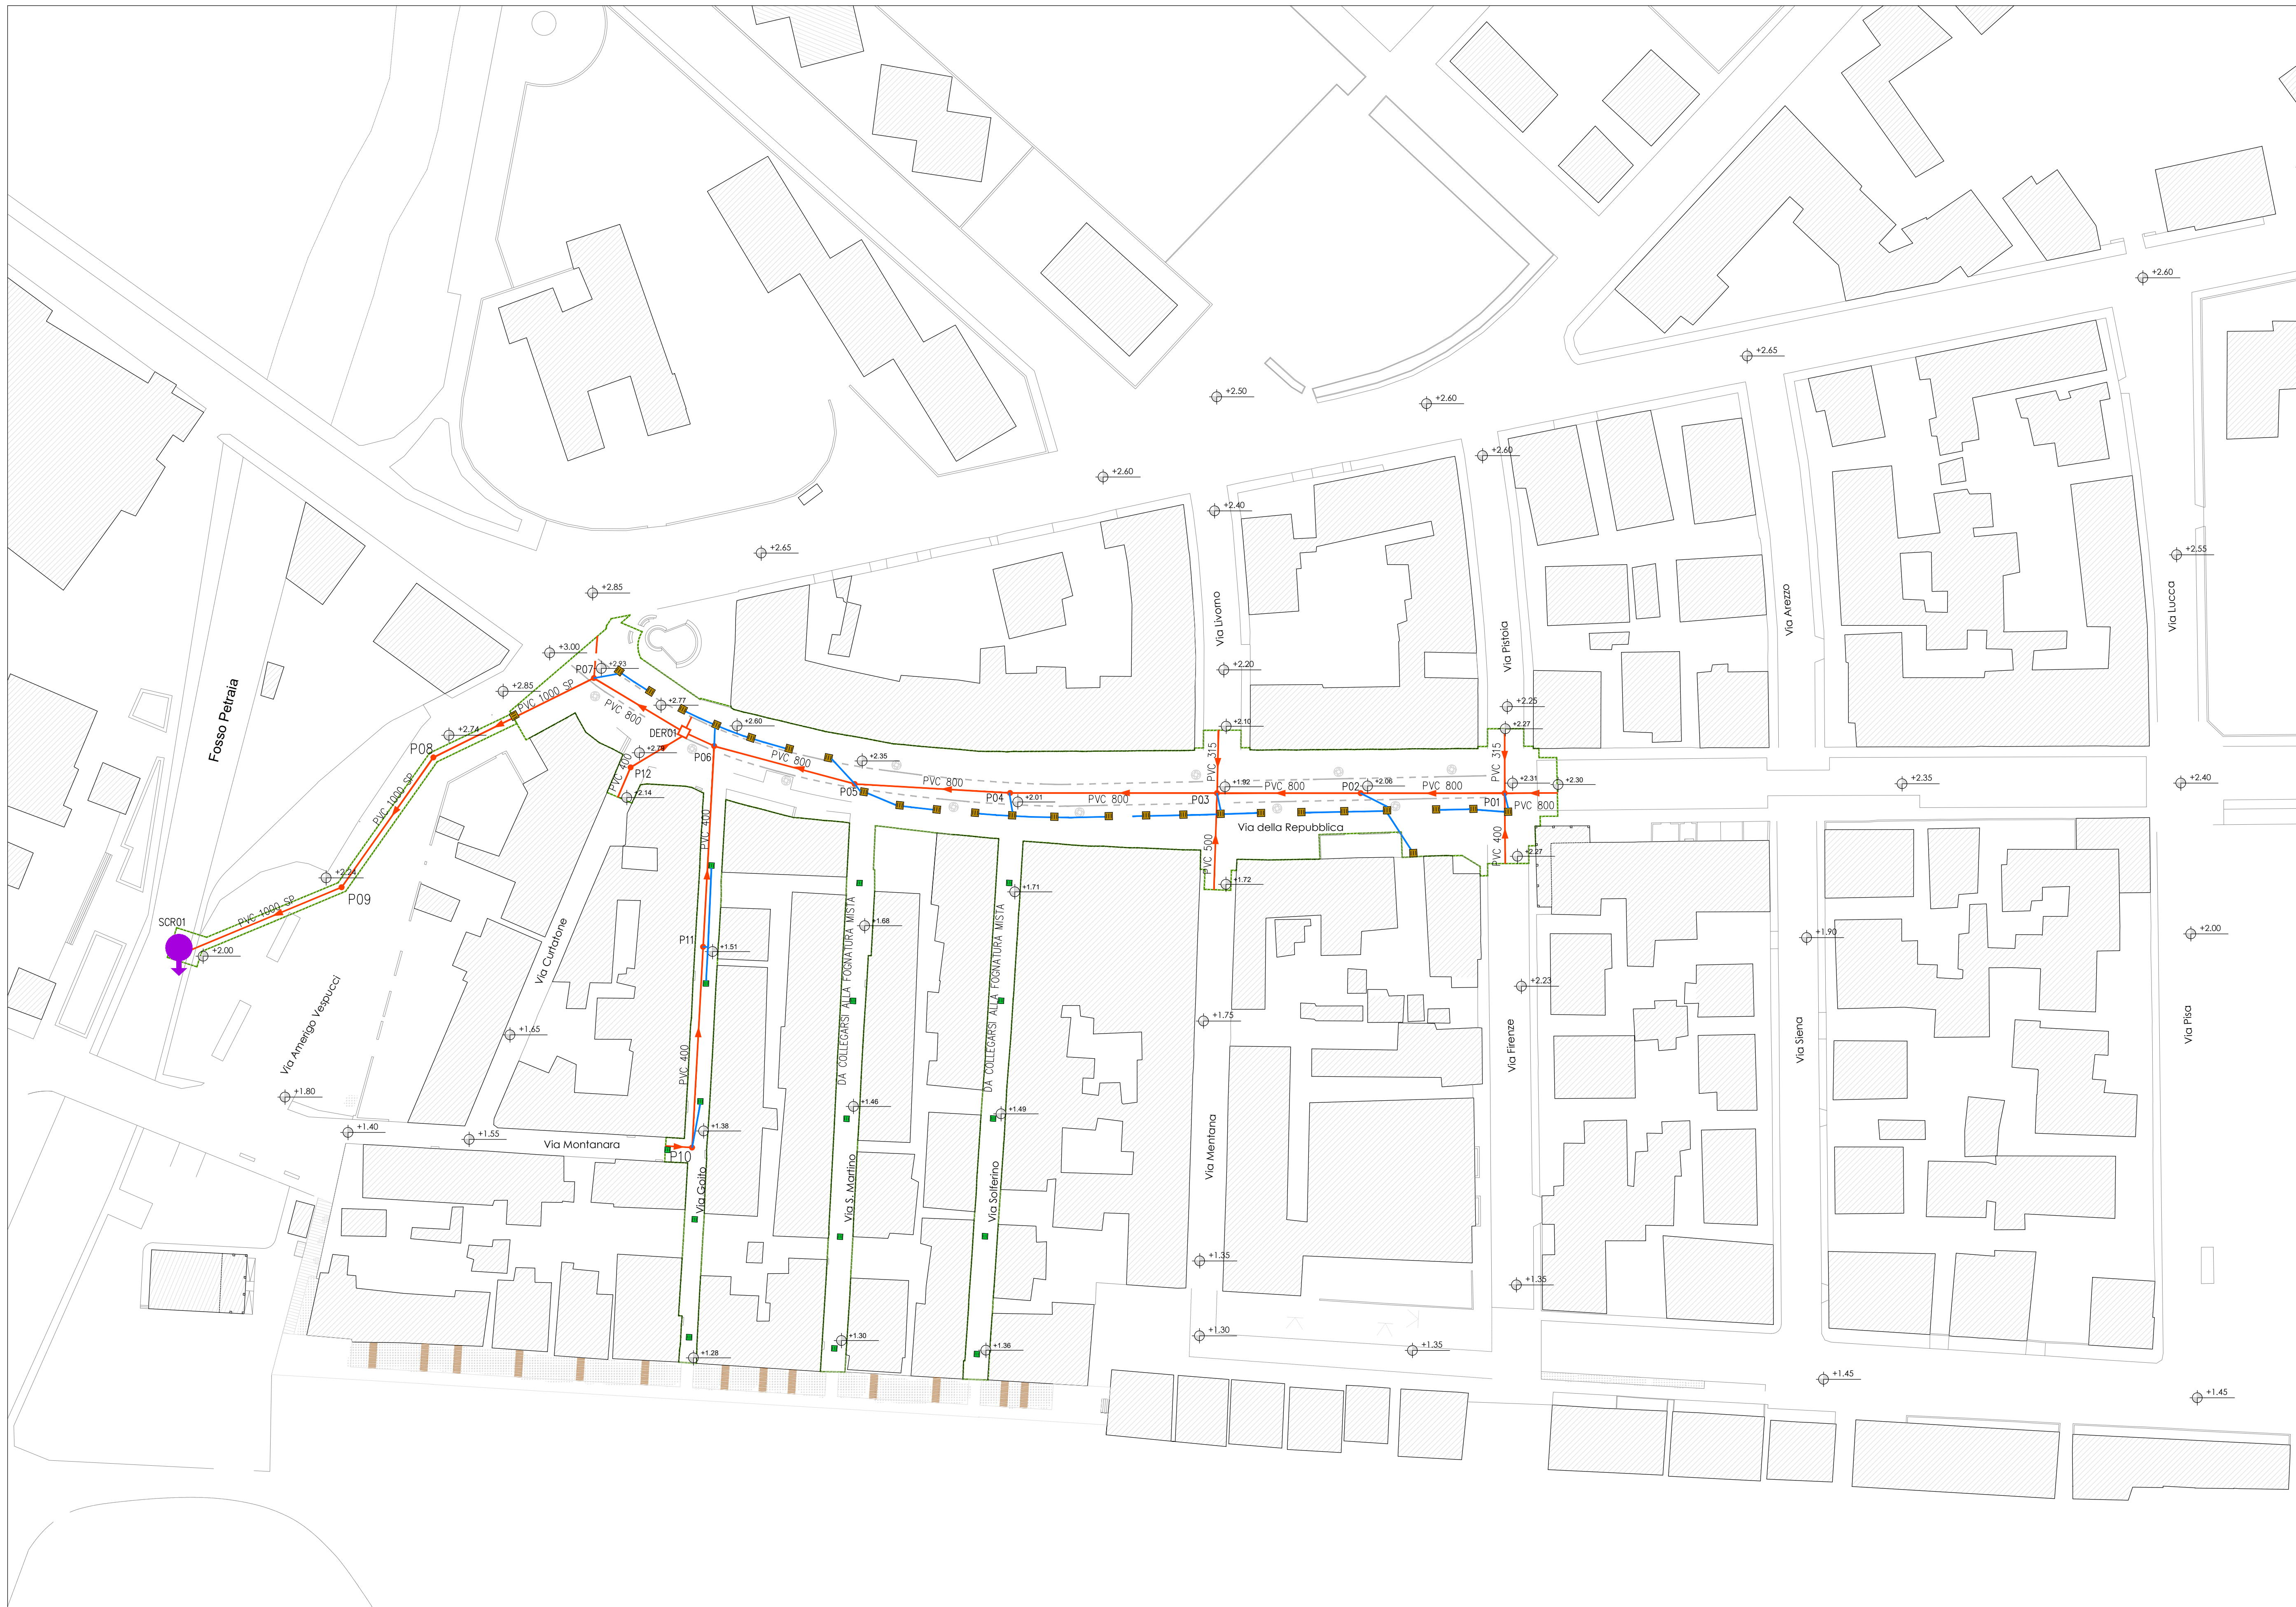 +2.60
+2.65
+2.50
+2.60
+2.60
+2.60
+2.40
+2.65
+2.55
+2.85
Via Livorno
Via Pistoia
Via Arezzo
Via Lucca
+3.00
P07
+2.93
+2.20
+2.85
PVC 1000 SP
Fosso Petraia
+2.77
PVC 800
+2.25
+2.74
P08
DER01
+2.60
+2.10
+2.27
P06
P12
PVC 400
+2.14
PVC 800
+2.35
PVC 315
PVC 315
P05
PVC 800
P04
+2.01
PVC 800
P03
+1.92
PVC 800
P02
+2.06
PVC 800
P01
+2.31
+2.30
PVC 800
+2.35
+2.40
PVC 1000 SP
PVC 400
Via della Repubblica
PVC 500
PVC 400
+2.27
+2.24
P09
+1.72
+1.71
PVC 1000 SP
SCR01
+2.00
+1.68
P11
+1.51
DA COLLEGARSI ALLA FOGNATURA MISTA
DA COLLEGARSI ALLA FOGNATURA MISTA
+1.90
+2.00
Via Curtatone
Via Amerigo Vespucci
+2.23
+1.65
+1.75
Via Firenze
Via Siena
Via Pisa
PVC 400
+1.80
+1.46
+1.49
+1.40
+1.55
Via Montanara
+1.38
P10
Via Goito
Via S. Martino
Via Solferino
Via Mentana
+1.35
+1.35
+1.30
+1.30
+1.36
+1.35
+1.28
+1.45
+1.45